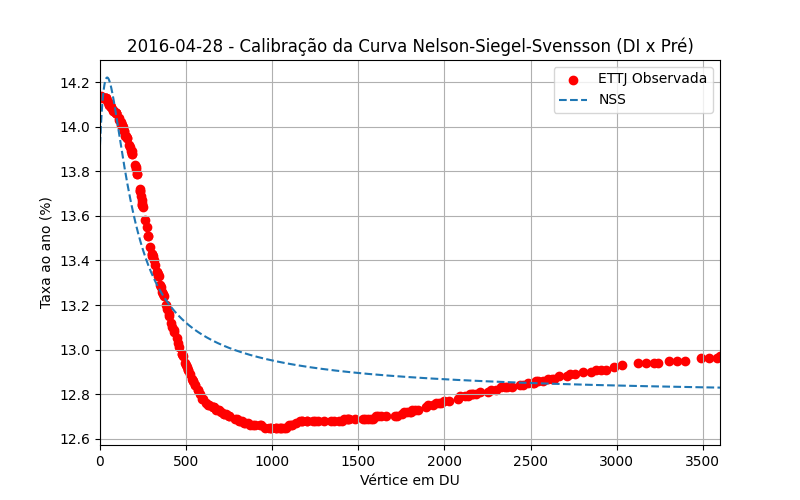 2016-04-28 - Calibração da Curva Nelson-Siegel-Svensson (DI x Pré)
ETTJ Observada
NSS
Taxa ao ano (%)
14.2
14.0
13.8
13.6
13.4
13.2
13.0
12.8
12.6
0 500 1000 1500 2000 2500 3000 3500
Vértice em DU